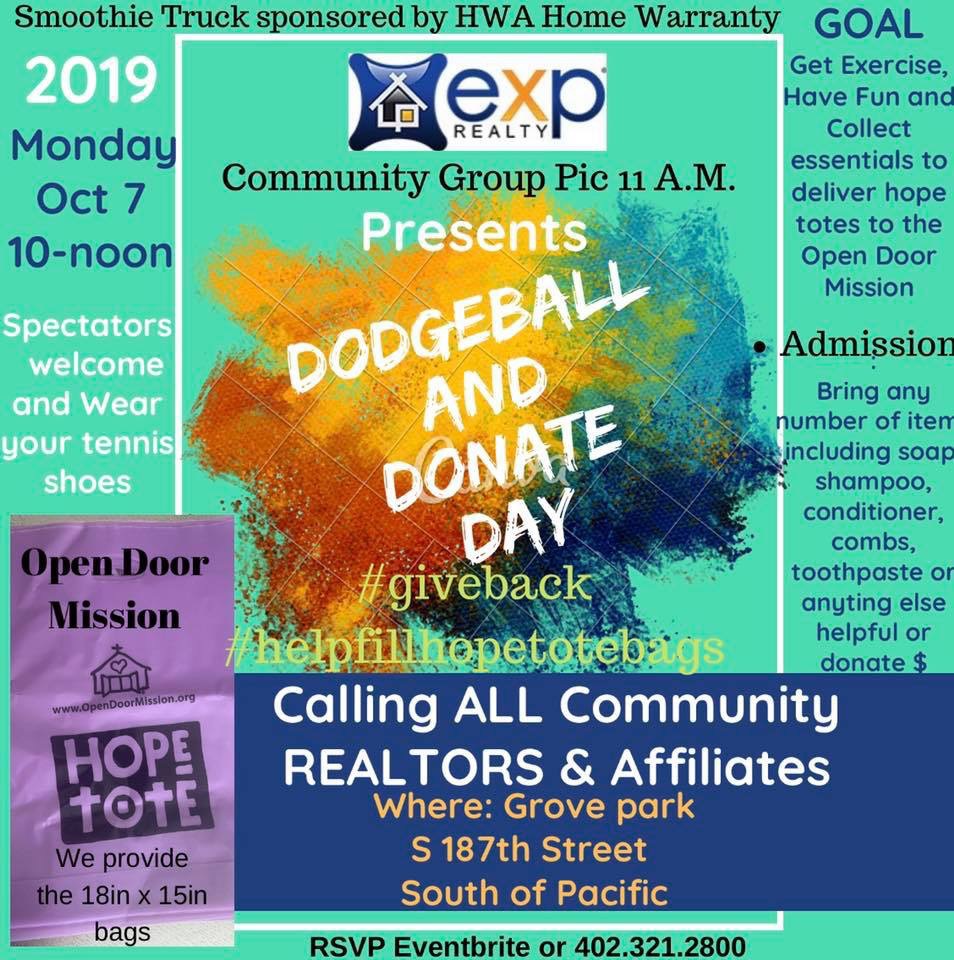 Smoothie Truck sponsored by HWA Home Warranty
2019
Monday
Oct 7
10-noon
Spectators
welcome
and Wear
your tennis
shoes
exp
REALTY
Community Group Pic 11 A.M.
Presents
DODGEBALL
AND
DONATE
DAY
Canva
#giveback
#helpfillhopetotebags
GOAL
Get Exercise,
Have Fun and
Collect
essentials to
deliver hope
totes to the
Open Door
Mission
• Admission
Bring any
number of item
including soap
shampoo,
conditioner,
combs,
toothpaste or
anyting else
helpful or
donate $
Open Door
Mission
www.OpenDoorMission.org
HOPE
TOTE
We provide
the 18in x 15in
bags
Calling ALL Community
REALTORS & Affiliates
Where: Grove park
S 187th Street
South of Pacific
RSVP Eventbrite or 402.321.2800